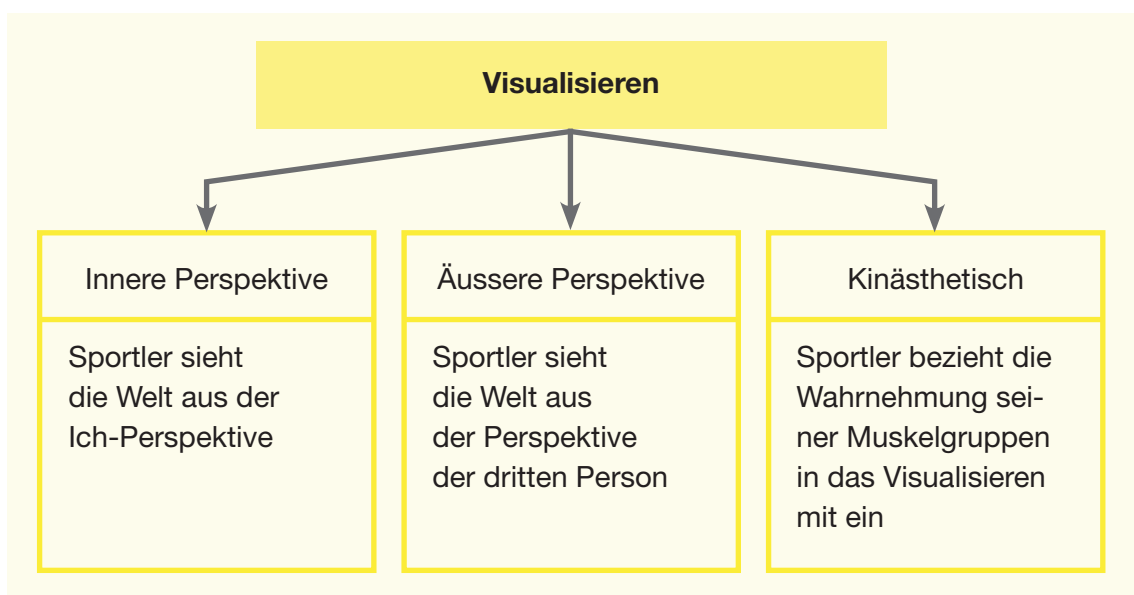 Visualisieren
Innere Perspektive
Sportler sieht
die Welt aus der
Ich-Perspektive
Äussere Perspektive
Sportler sieht
die Welt aus
der Perspektive
der dritten Person
Kinästhetisch
Sportler bezieht die
Wahrnehmung sei-
ner Muskelgruppen
in das Visualisieren
mit ein